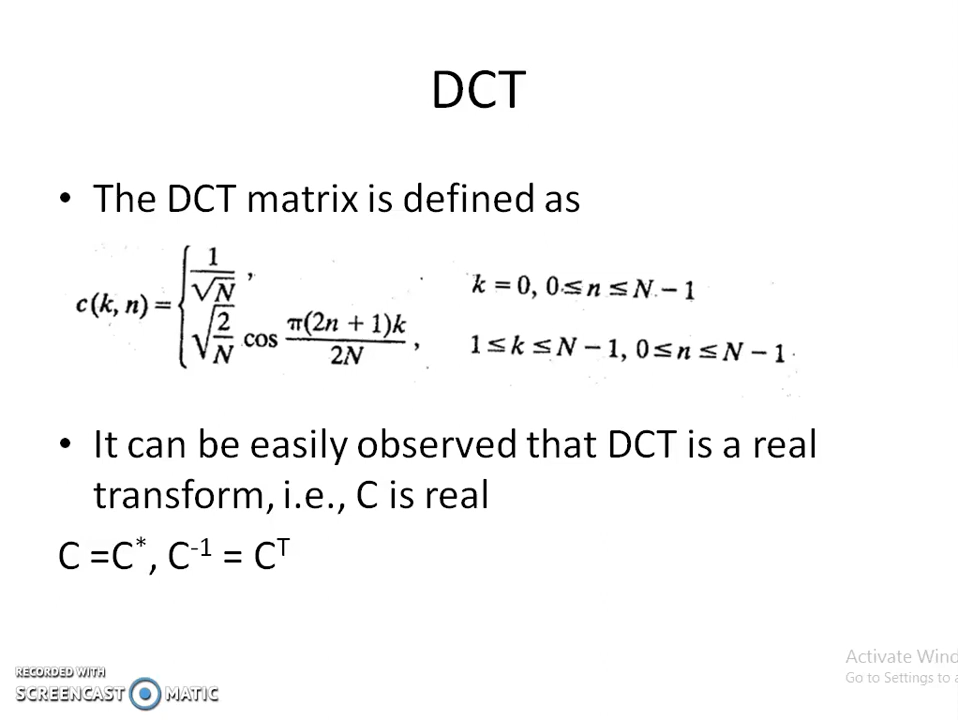 DCT
• The DCT matrix is defined as
c(k, n) = { 1/√N, k = 0, 0 ≤ n ≤ N − 1
√(2/N) cos π(2n + 1)k / 2N, 1 ≤ k ≤ N − 1, 0 ≤ n ≤ N − 1
• It can be easily observed that DCT is a real
transform, i.e., C is real
C =C*, C⁻¹ = Cᵀ
RECORDED WITH
SCREENCAST MATIC
Activate Wind
Go to Settings to a